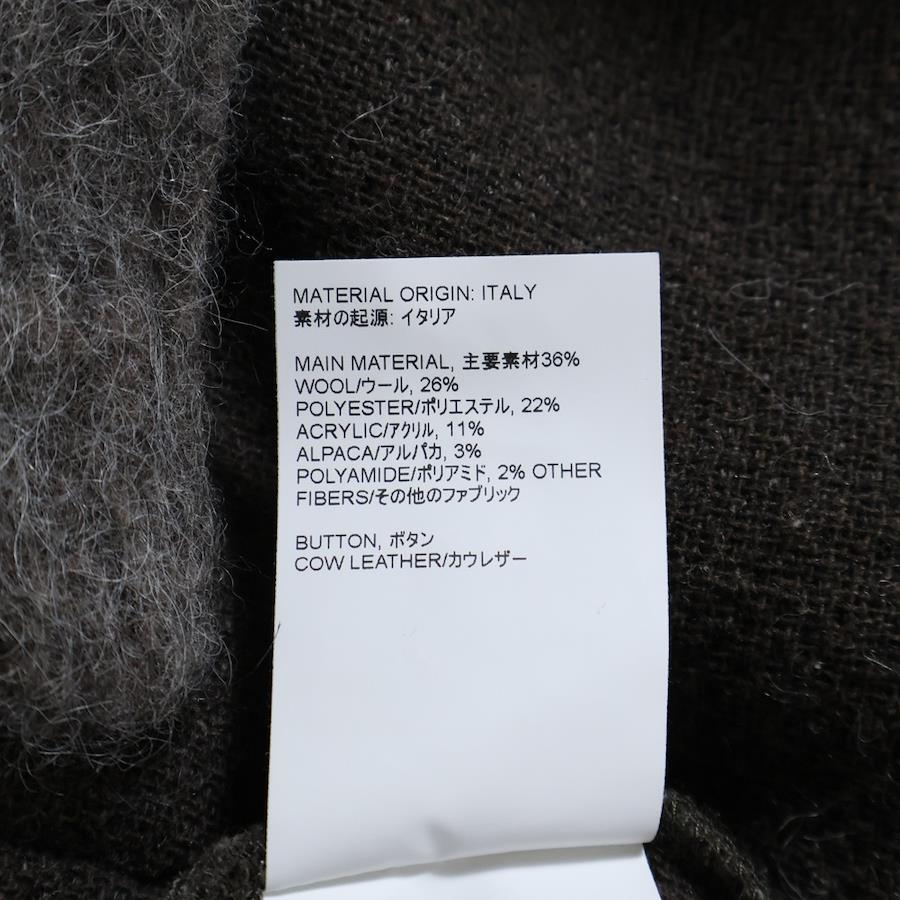 MATERIAL ORIGIN: ITALY
素材の起源: イタリア
MAIN MATERIAL, 主要素材36%
WOOL/ウール, 26%
POLYESTER/ポリエステル, 22%
ACRYLIC/アクリル, 11%
ALPACA/アルパカ, 3%
POLYAMIDE/ポリアミド, 2% OTHER
FIBERS/その他のファブリック
BUTTON, ボタン
COW LEATHER/カウレザー